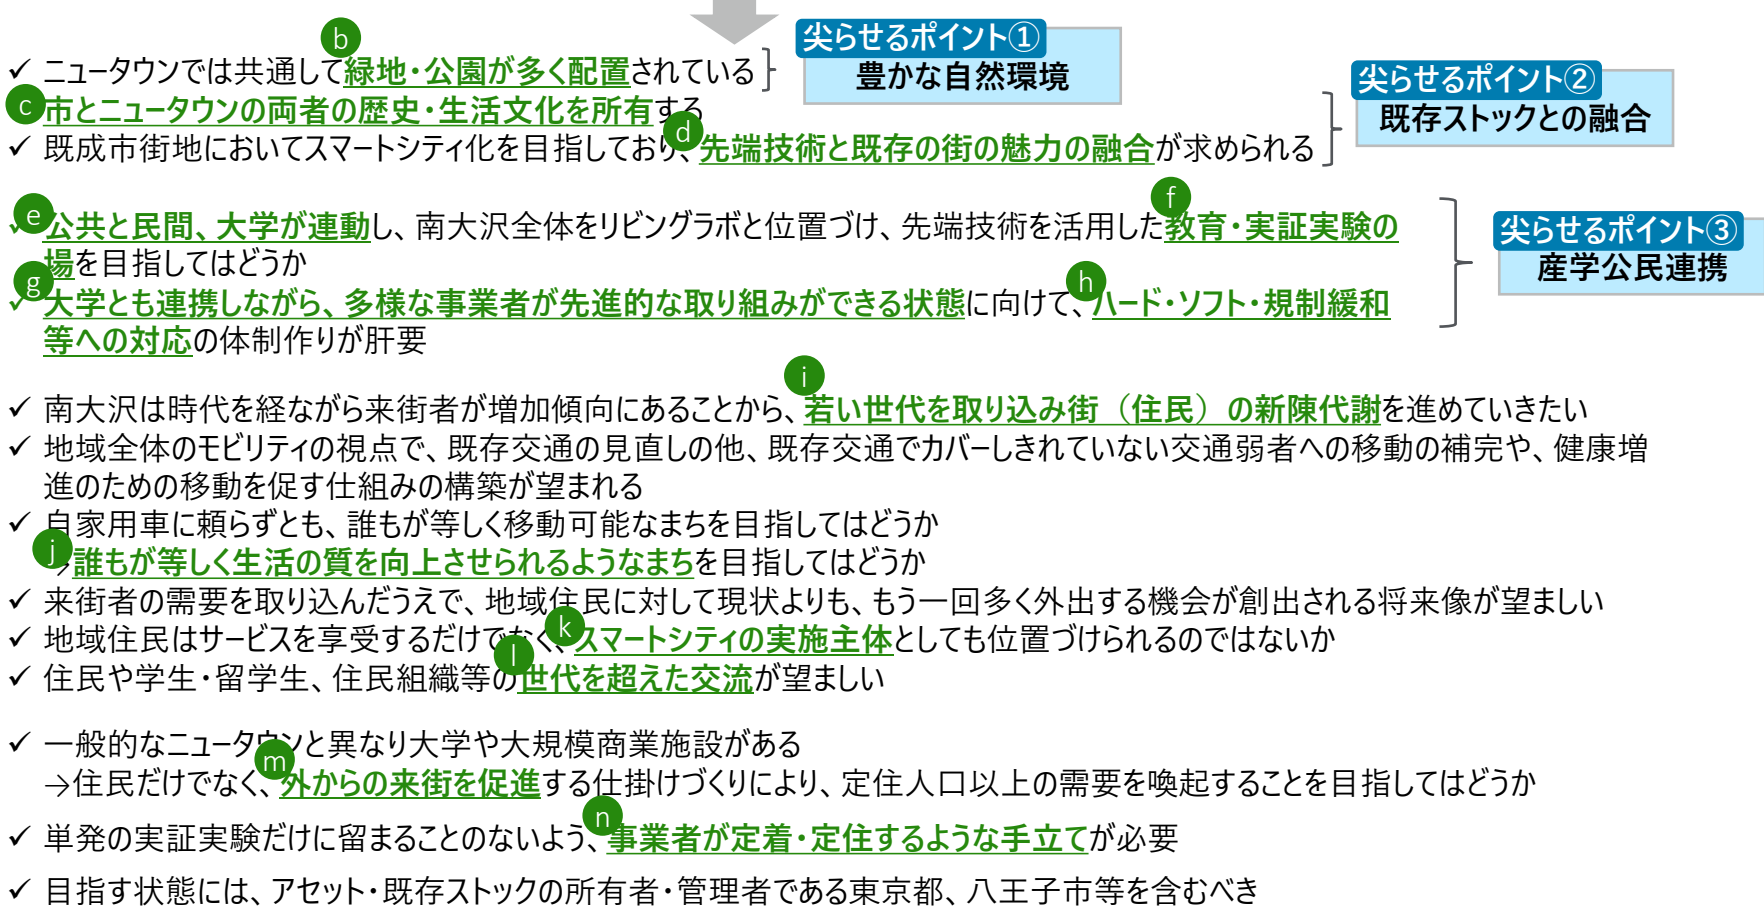 b
尖らせるポイント①
豊かな自然環境
✓ ニュータウンでは共通して緑地・公園が多く配置されている
尖らせるポイント②
既存ストックとの融合
c
市とニュータウンの両者の歴史・生活文化を所有する
d
✓ 既成市街地においてスマートシティ化を目指しており、先端技術と既存の街の魅力の融合が求められる
e
f
✓ 公共と民間、大学が連動し、南大沢全体をリビングラボと位置づけ、先端技術を活用した教育・実証実験の
場を目指してはどうか
尖らせるポイント③
産学公民連携
g
h
✓ 大学とも連携しながら、多様な事業者が先進的な取り組みができる状態に向けて、ハード・ソフト・規制緩和
等への対応の体制作りが肝要
i
✓ 南大沢は時代を経ながら来街者が増加傾向にあることから、若い世代を取り込み街（住民）の新陳代謝を進めていきたい
✓ 地域全体のモビリティの視点で、既存交通の見直しの他、既存交通でカバーしきれていない交通弱者への移動の補完や、健康増
進のための移動を促す仕組みの構築が望まれる
✓ 自家用車に頼らずとも、誰もが等しく移動可能なまちを目指してはどうか
j
→誰もが等しく生活の質を向上させられるようなまちを目指してはどうか
✓ 来街者の需要を取り込んだうえで、地域住民に対して現状よりも、もう一回多く外出する機会が創出される将来像が望ましい
k
✓ 地域住民はサービスを享受するだけでなく、スマートシティの実施主体としても位置づけられるのではないか
l
✓ 住民や学生・留学生、住民組織等の世代を超えた交流が望ましい
✓ 一般的なニュータウンと異なり大学や大規模商業施設がある
m
→住民だけでなく、外からの来街を促進する仕掛けづくりにより、定住人口以上の需要を喚起することを目指してはどうか
n
✓ 単発の実証実験だけに留まることのないよう、事業者が定着・定住するような手立てが必要
✓ 目指す状態には、アセット・既存ストックの所有者・管理者である東京都、八王子市等を含むべき